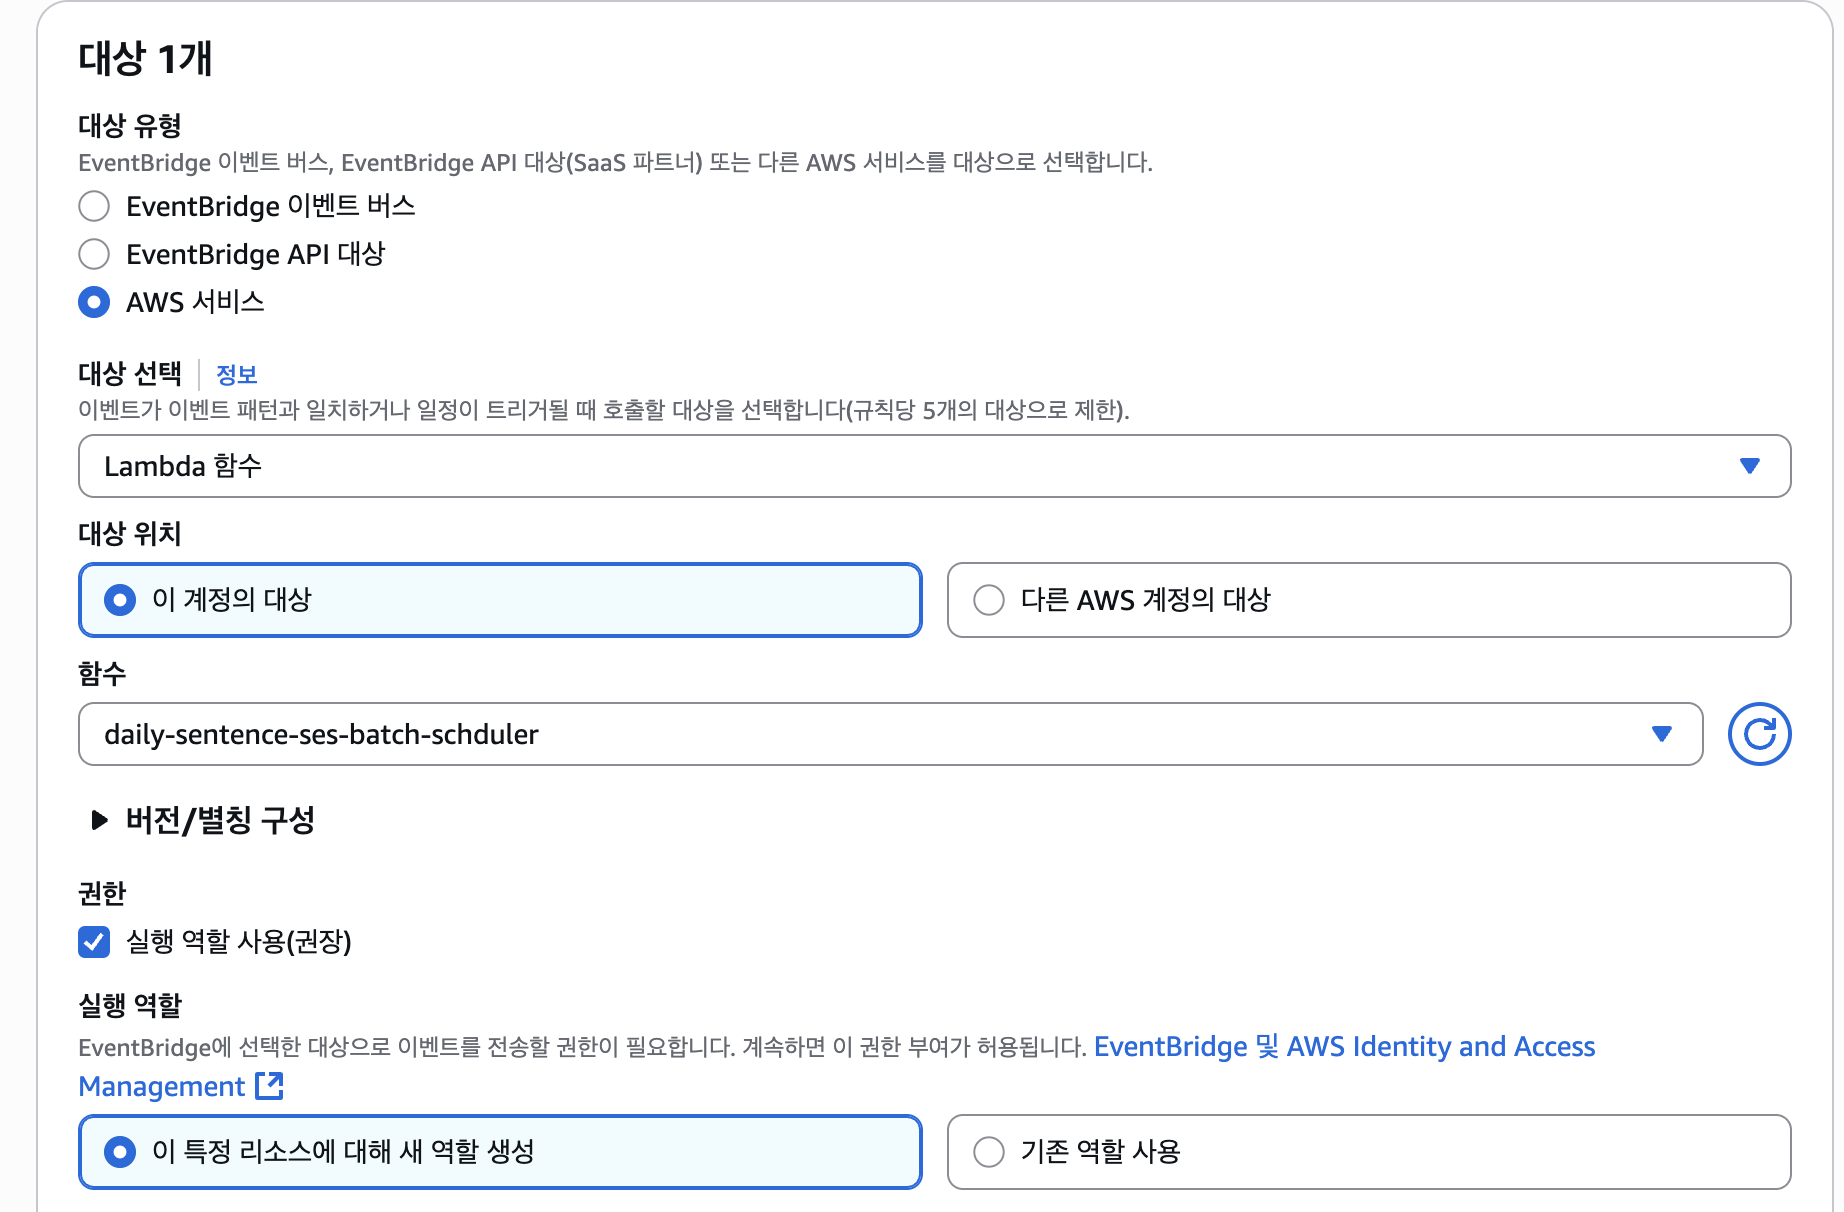 대상 1개
대상 유형
EventBridge 이벤트 버스, EventBridge API 대상(SaaS 파트너) 또는 다른 AWS 서비스를 대상으로 선택합니다.
EventBridge 이벤트 버스
EventBridge API 대상
AWS 서비스
대상 선택 정보
이벤트가 이벤트 패턴과 일치하거나 일정이 트리거될 때 호출할 대상을 선택합니다(규칙당 5개의 대상으로 제한).
Lambda 함수
대상 위치
이 계정의 대상 다른 AWS 계정의 대상
함수
daily-sentence-ses-batch-schduler
버전/별칭 구성
권한
실행 역할 사용(권장)
실행 역할
EventBridge에 선택한 대상으로 이벤트를 전송할 권한이 필요합니다. 계속하면 이 권한 부여가 허용됩니다. EventBridge 및 AWS Identity and Access
Management
이 특정 리소스에 대해 새 역할 생성 기존 역할 사용